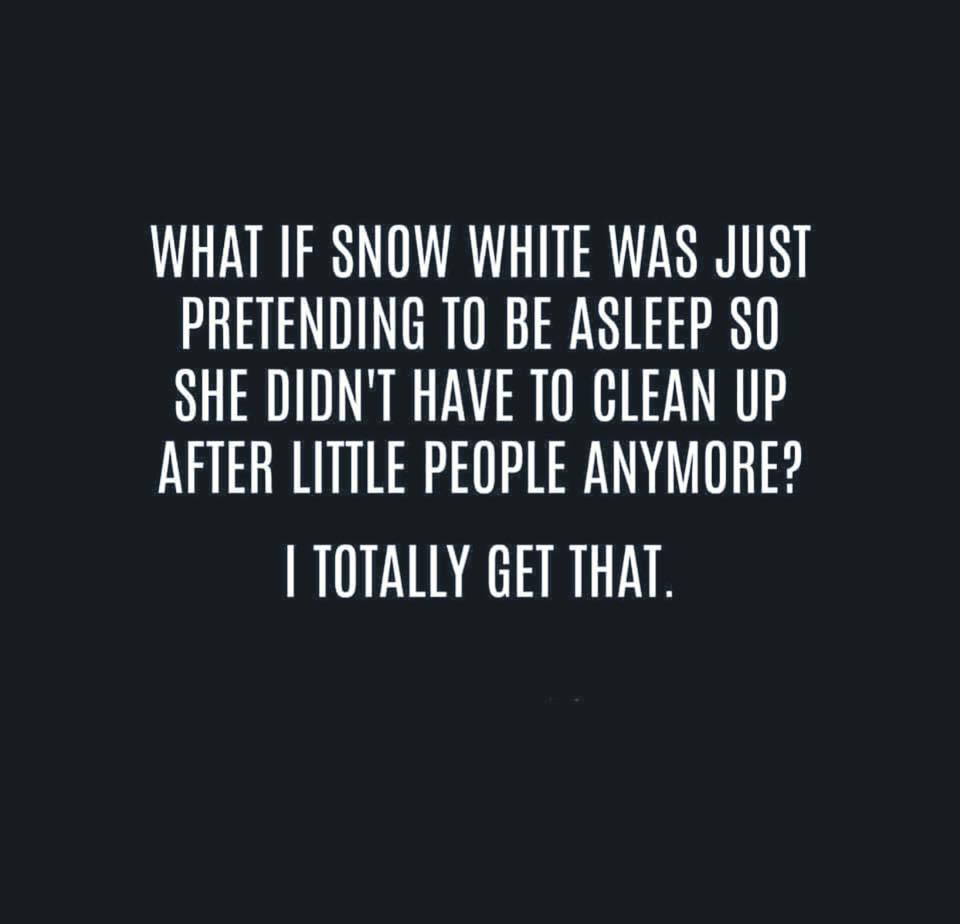 WHAT IF SNOW WHITE WAS JUST
PRETENDING TO BE ASLEEP SO
SHE DIDN'T HAVE TO CLEAN UP
AFTER LITTLE PEOPLE ANYMORE?
I TOTALLY GET THAT.